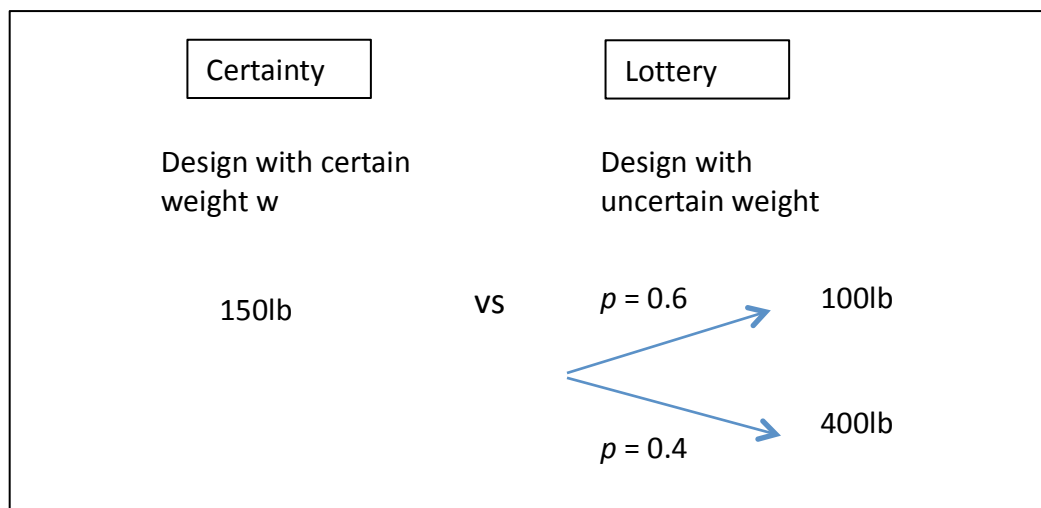 Certainty
Lottery
Design with certain
weight w
Design with
uncertain weight
150lb
vs
p = 0.6
100lb
400lb
p = 0.4